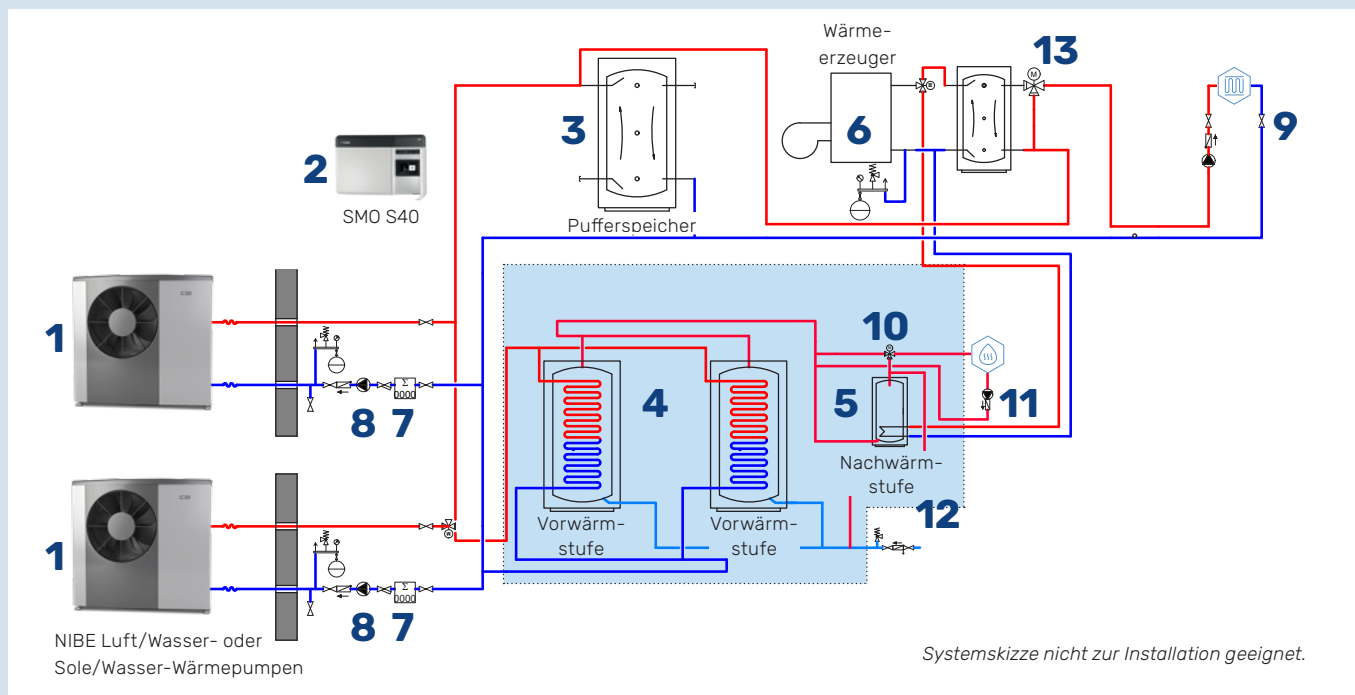 Wärme-
erzeuger
13
M
3
6
9
2
SMO S40
Pufferspeicher
1
10
4
5
11
8
7
Nachwärm-
stufe
Vorwärm-
stufe
Vorwärm-
stufe
12
1
8
7
NIBE Luft/Wasser- oder
Sole/Wasser-Wärmepumpen
Systemskizze nicht zur Installation geeignet.